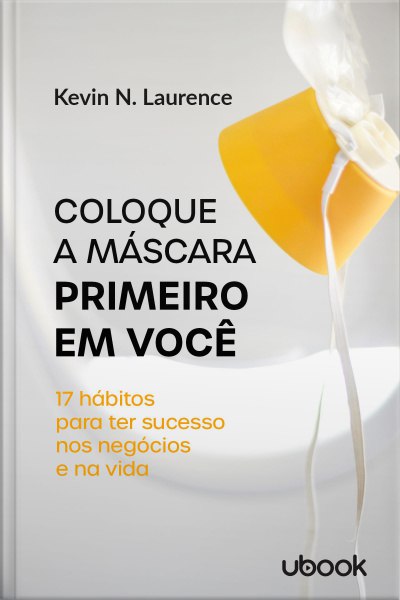 Kevin N. Laurence
COLOQUE
A MÁSCARA
PRIMEIRO
EM VOCÊ
17 hábitos
para ter sucesso
nos negócios
e na vida
ubook